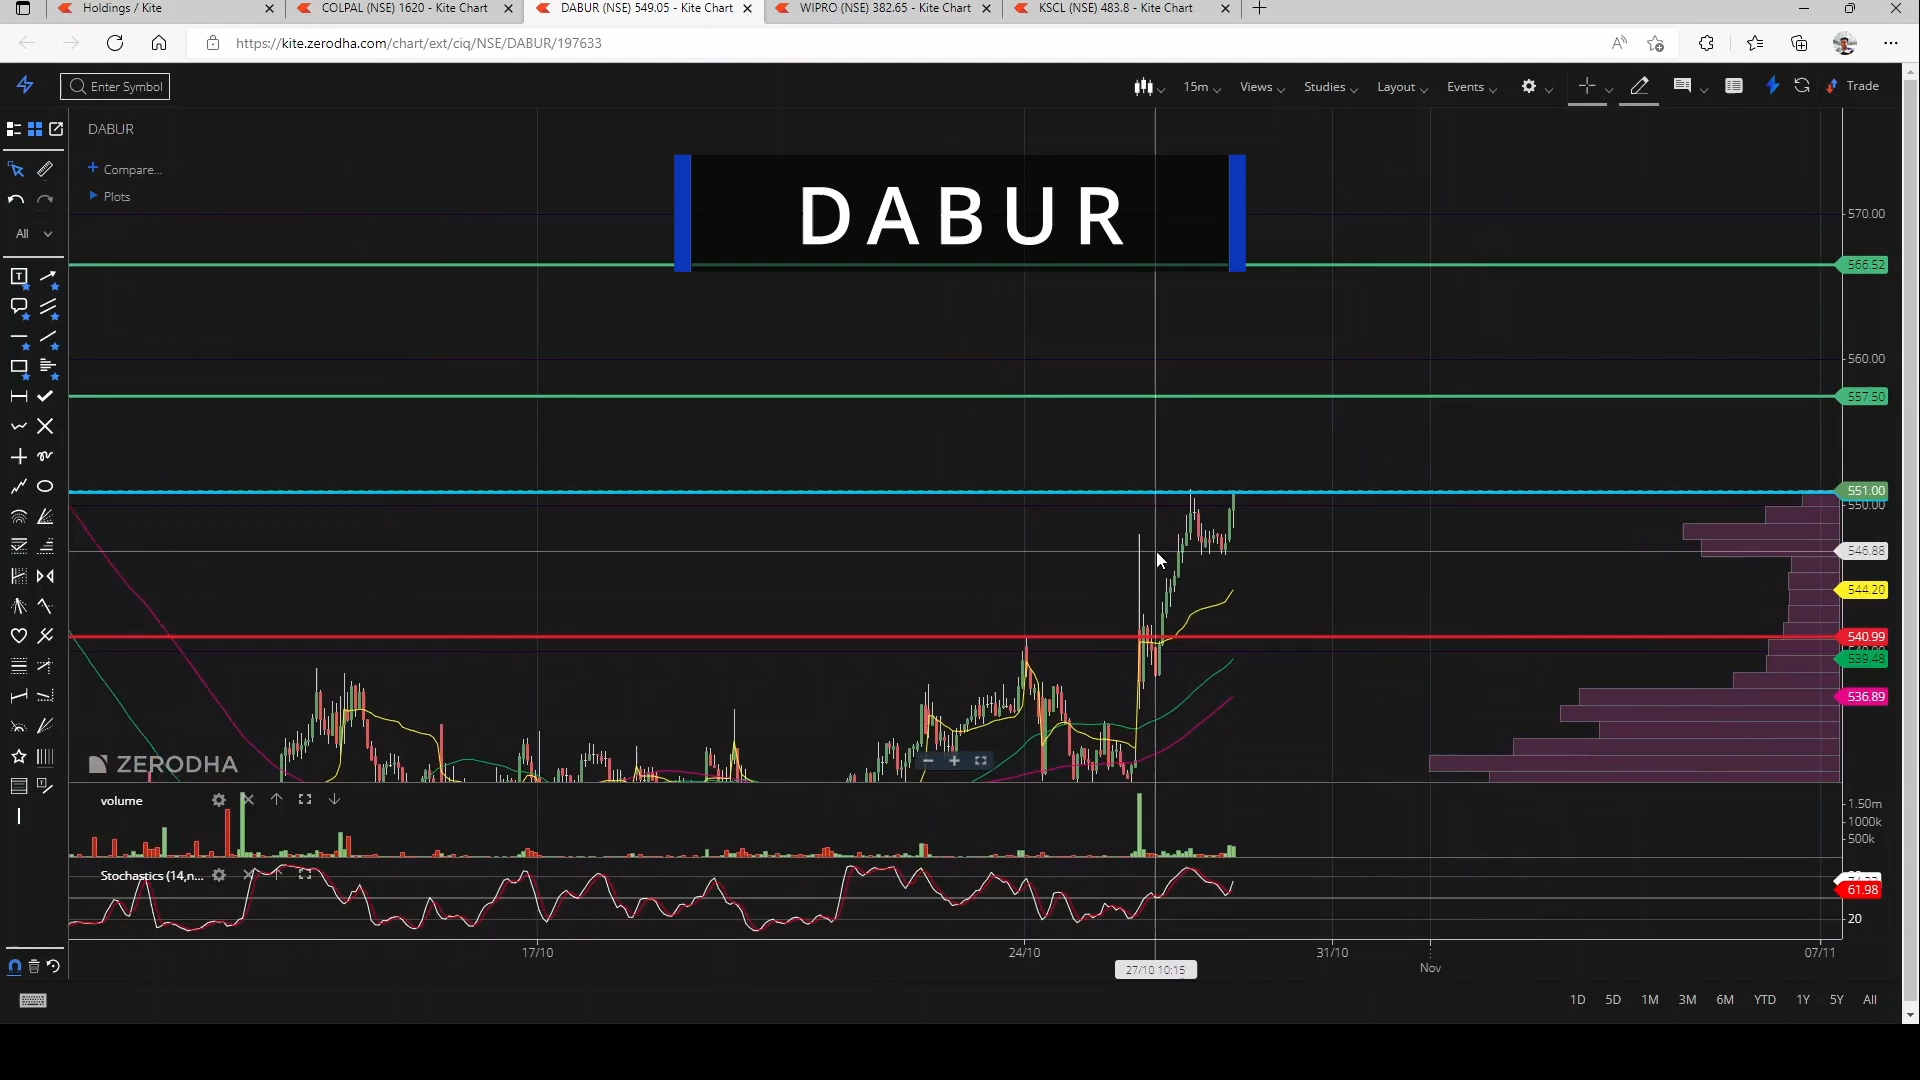 Holdings / Kite
COLPAL (NSE) 1620 - Kite Chart
DABUR (NSE) 549.05 - Kite Chart
WIPRO (NSE) 382.65 - Kite Chart
KSCL (NSE) 483.8 - Kite Chart
https://kite.zerodha.com/chart/ext/ciq/NSE/DABUR/197633
Enter Symbol
15m
Views
Studies
Layout
Events
Trade
DABUR
Compare...
Plots
All
DABUR
570.00
566.52
560.00
557.50
551.00
550.00
546.88
544.20
540.99
539.48
536.89
ZERODHA
volume
1.50m
1000k
500k
Stochastics (14,n...
61.98
20
17/10
24/10
31/10
07/11
27/10 10:15
Nov
1D
5D
1M
3M
6M
YTD
1Y
5Y
All